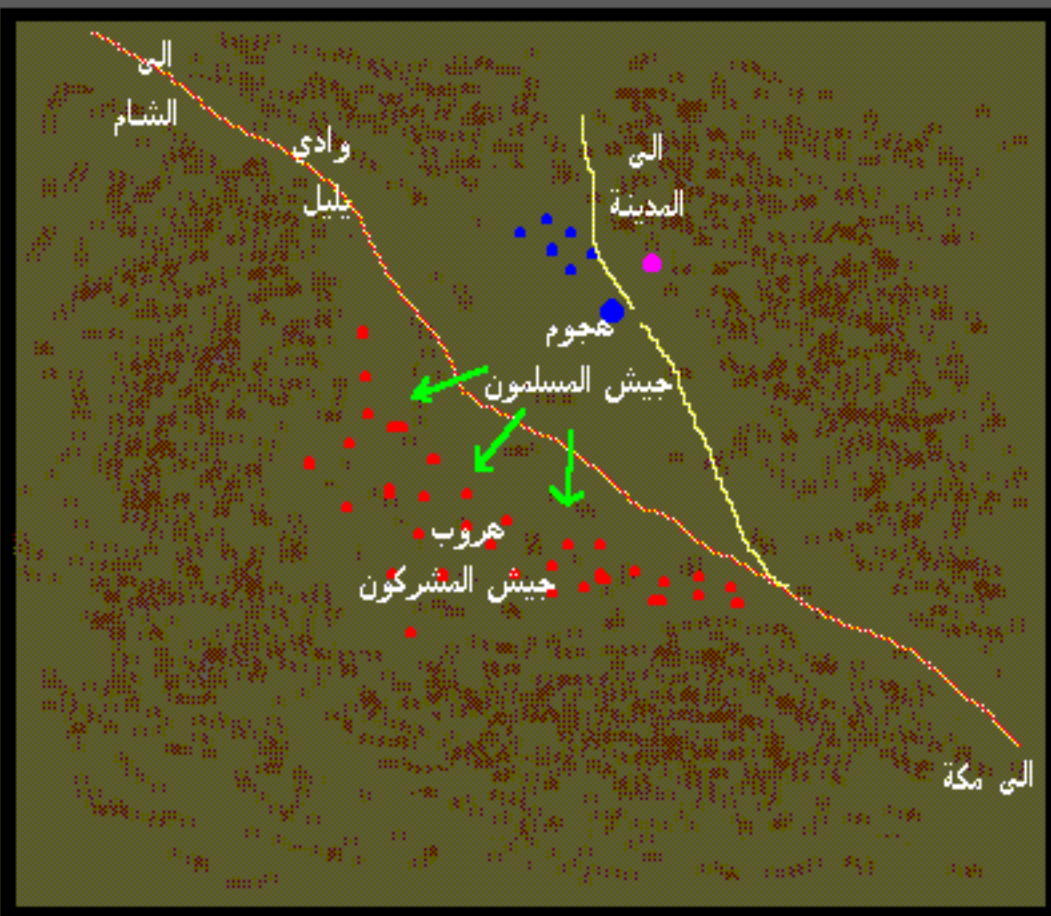 الى
الشام
وادي
يليل
الى
المدينة
هجوم
جيش المسلمون
هروب
جيش المشركون
الى مكة